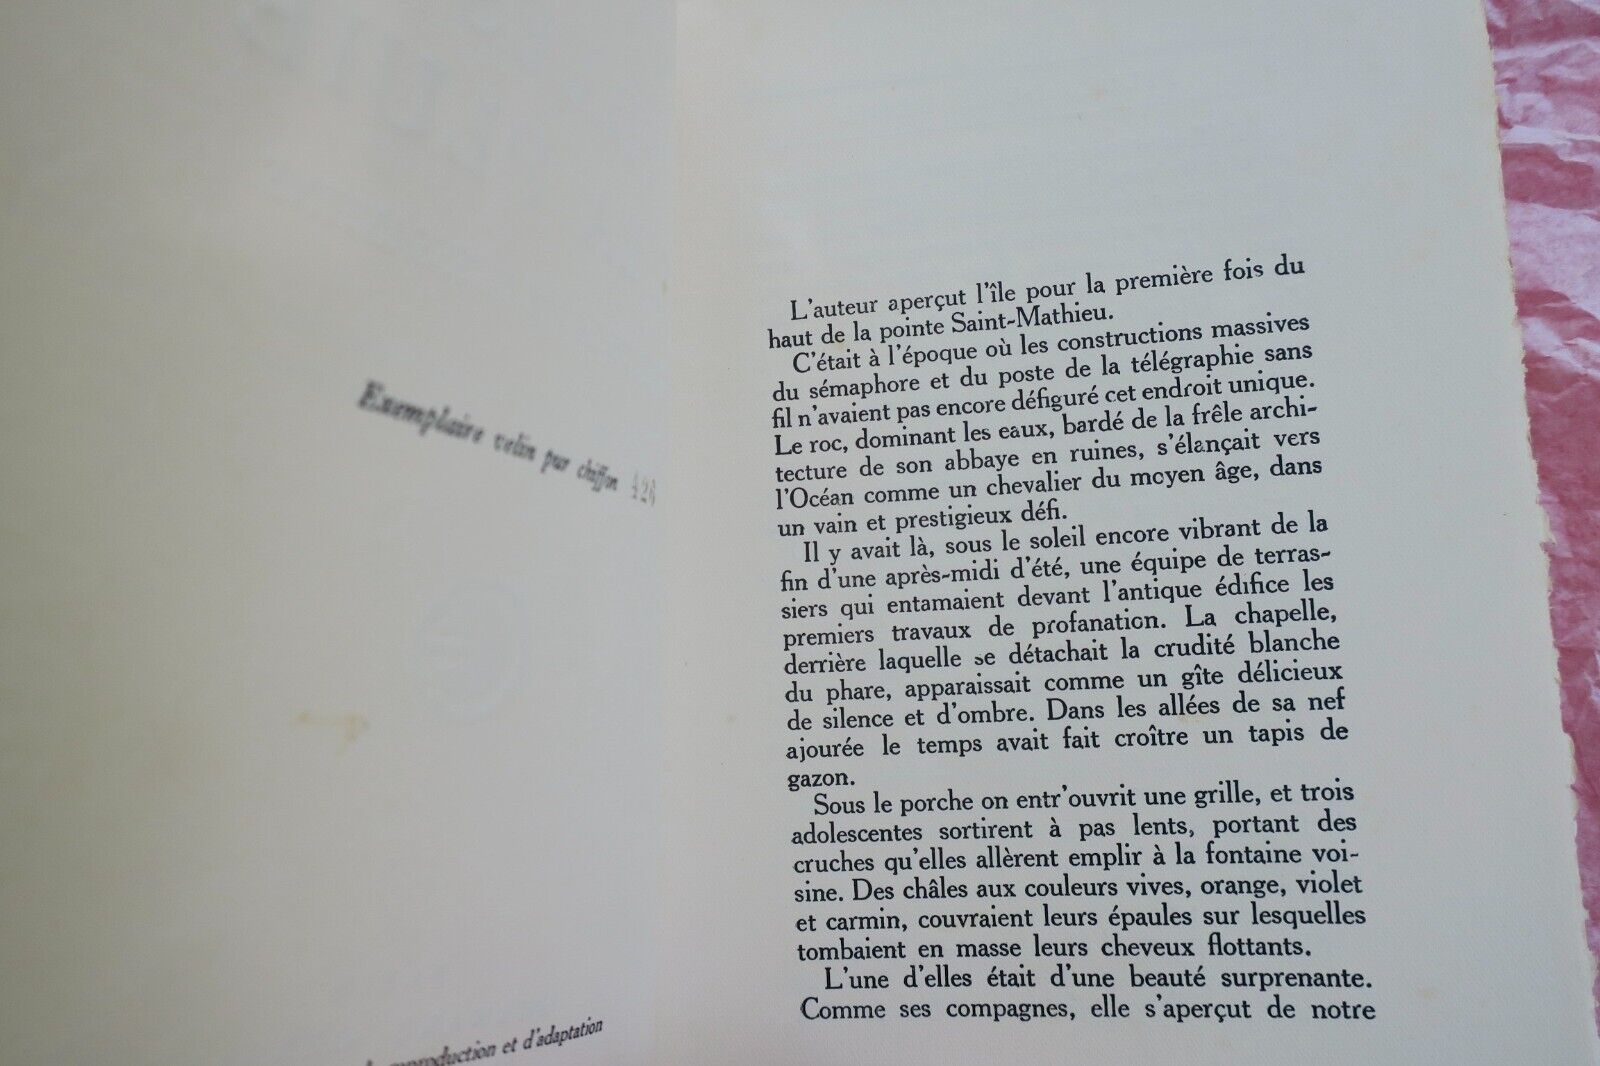 Exemplaire velin pur chiffon 426
reproduction et d'adaptation
L'auteur aperçut l'île pour la première fois du
haut de la pointe Saint-Mathieu.
C'était à l'époque où les constructions massives
du sémaphore et du poste de la télégraphie sans
fil n'avaient pas encore défiguré cet endroit unique.
Le roc, dominant les eaux, bardé de la frêle archi-
tecture de son abbaye en ruines, s'élançait vers
l'Océan comme un chevalier du moyen âge, dans
un vain et prestigieux défi.
Il y avait là, sous le soleil encore vibrant de la
fin d'une après-midi d'été, une équipe de terras-
siers qui entamaient devant l'antique édifice les
premiers travaux de profanation. La chapelle,
derrière laquelle se détachait la crudité blanche
du phare, apparaissait comme un gîte délicieux
de silence et d'ombre. Dans les allées de sa nef
ajourée le temps avait fait croître un tapis de
gazon.
Sous le porche on entr'ouvrit une grille, et trois
adolescentes sortirent à pas lents, portant des
cruches qu'elles allèrent emplir à la fontaine voi-
sine. Des châles aux couleurs vives, orange, violet
et carmin, couvraient leurs épaules sur lesquelles
tombaient en masse leurs cheveux flottants.
L'une d'elles était d'une beauté surprenante.
Comme ses compagnes, elle s'aperçut de notre